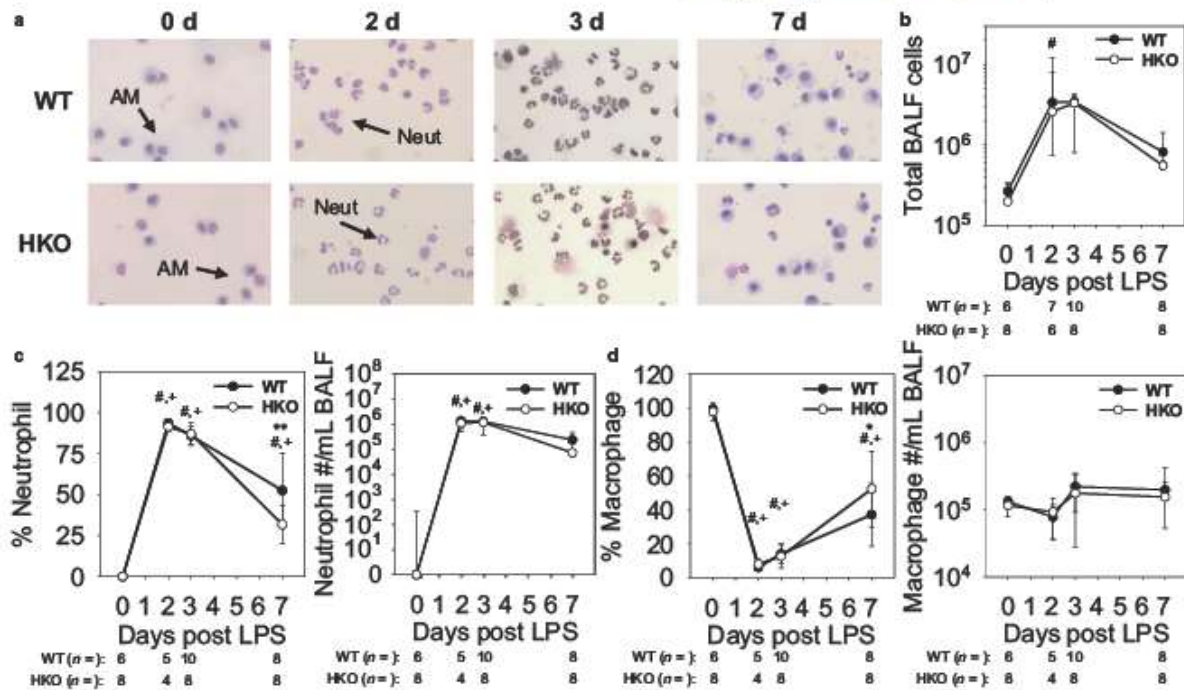 a
0 d
2 d
3 d
7 d
WT
AM
Neut
HKO
Neut
AM
b
Total BALF cells
10⁷
10⁶
10⁵
#
WT
HKO
0 1 2 3 4 5 6 7
Days post LPS
WT (n = ): 6 7 10 8
HKO (n = ): 8 6 8 8
c
% Neutrophil
125
100
75
50
25
0
WT
HKO
#,+
#,+
**
#,+
0 1 2 3 4 5 6 7
Days post LPS
WT (n = ): 6 5 10 8
HKO (n = ): 8 4 8 8
Neutrophil #/mL BALF
10⁸
10⁷
10⁶
10⁵
10⁴
10³
10²
10¹
0
WT
HKO
#,+ #,+
0 1 2 3 4 5 6 7
Days post LPS
6 5 10 8
8 4 8 8
d
% Macrophage
120
100
80
60
40
20
0
WT
HKO
#,+
#,+
*
#,+
0 1 2 3 4 5 6 7
Days post LPS
WT (n = ): 6 5 10 8
HKO (n = ): 8 4 8 8
Macrophage #/mL BALF
10⁷
10⁶
10⁵
10⁴
WT
HKO
0 1 2 3 4 5 6 7
Days post LPS
WT (n = ): 6 5 10 8
HKO (n = ): 8 4 8 8